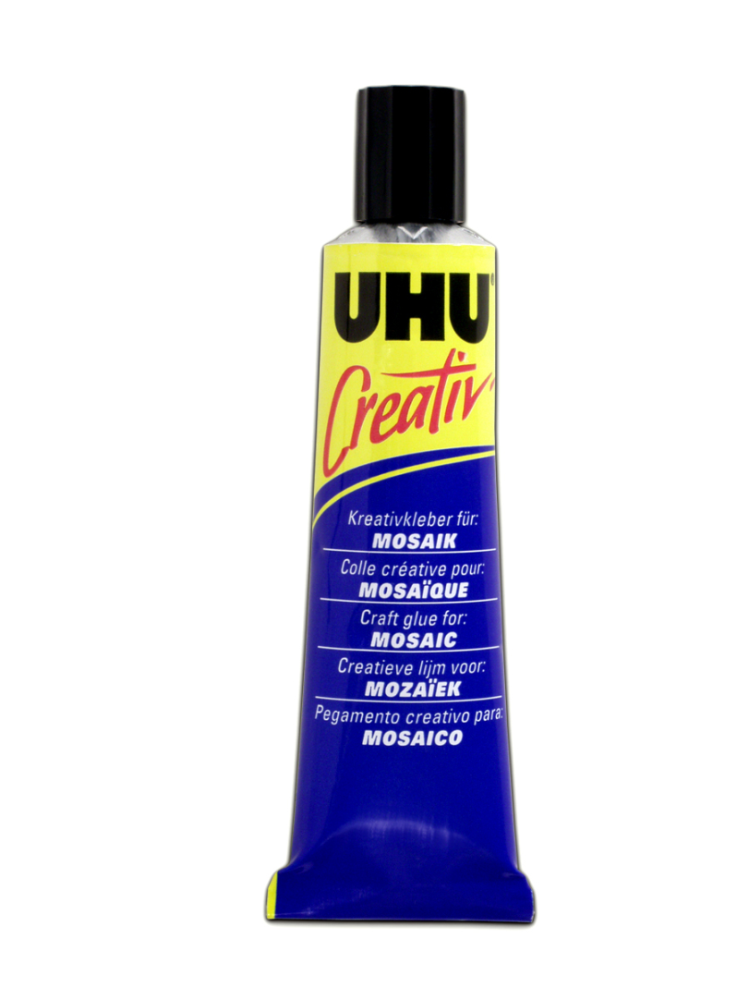 UHU®
Creativ
Kreativkleber für:
MOSAIK
Colle créative pour:
MOSAÏQUE
Craft glue for:
MOSAIC
Creatieve lijm voor:
MOZAÏEK
Pegamento creativo para:
MOSAICO